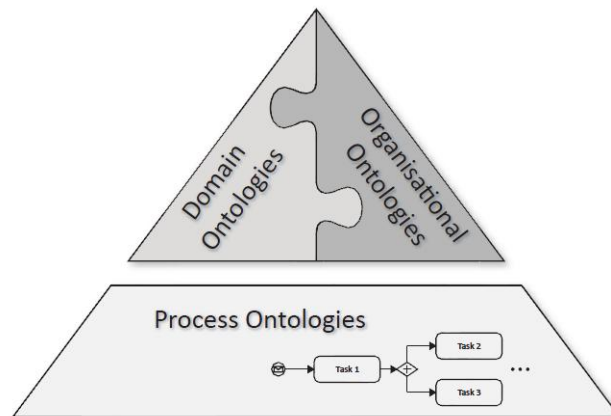 Domain
Ontologies
Organisational
Ontologies
Process Ontologies
Task 1
Task 2
Task 3
...